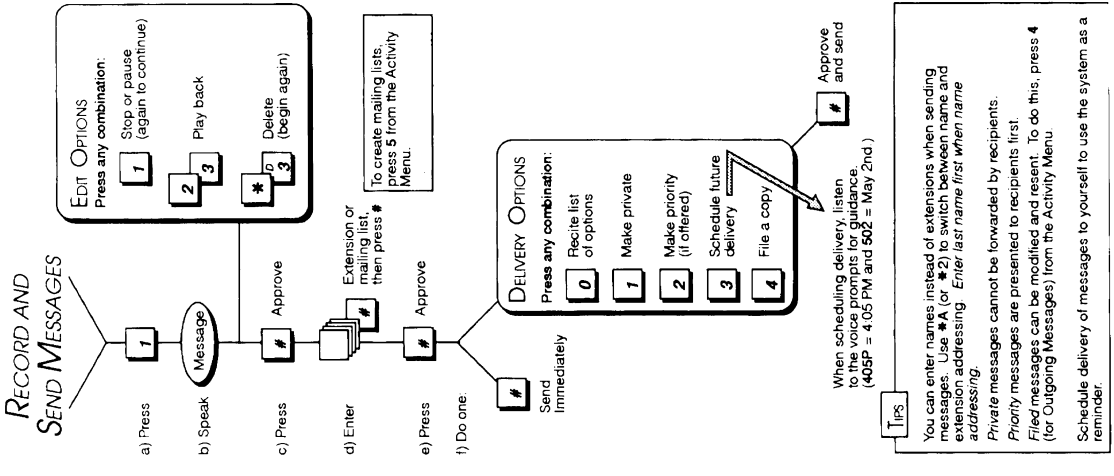 RECORD AND
SEND MESSAGES
a) Press
1
b) Speak
Message
EDIT OPTIONS
Press any combination:
1
Stop or pause
(again to continue)
2 3
Play back
* D 3
Delete
(begin again)
c) Press
#
Approve
d) Enter
#
Extension or
mailing list,
then press #
To create mailing lists,
press 5 from the Activity
Menu.
e) Press
#
Approve
f) Do one:
#
Send
Immediately
DELIVERY OPTIONS
Press any combination:
0
Recite list
of options
1
Make private
2
Make priority
(if offered)
3
Schedule future
delivery
4
File a copy
#
Approve
and send
When scheduling delivery, listen
to the voice prompts for guidance.
(405P = 4:05 PM and 502 = May 2nd )
TIPS
You can enter names instead of extensions when sending
messages. Use *A (or *2) to switch between name and
extension addressing. Enter last name first when name
addressing.
Private messages cannot be forwarded by recipients.
Priority messages are presented to recipients first.
Filed messages can be modified and resent. To do this, press 4
(for Outgoing Messages) from the Activity Menu.
Schedule delivery of messages to yourself to use the system as a
reminder.